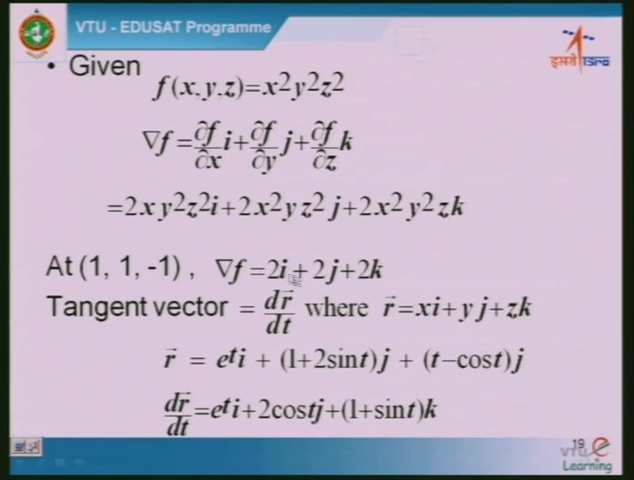 VTU - EDUSAT Programme
इसरो isro
• Given f(x,y,z)=x²y²z²
∇f=∂f/∂x i+∂f/∂y j+∂f/∂z k
=2xy²z²i+2x²yz²j+2x²y²zk
At (1, 1, -1) , ∇f=2i+2j+2k
Tangent vector = dr⃗/dt where r⃗=xi+yj+zk
r⃗ = eᵗi + (1+2sint)j + (t−cost)j
dr⃗/dt=eᵗi+2costj+(1+sint)k
19
VTU e
Learning